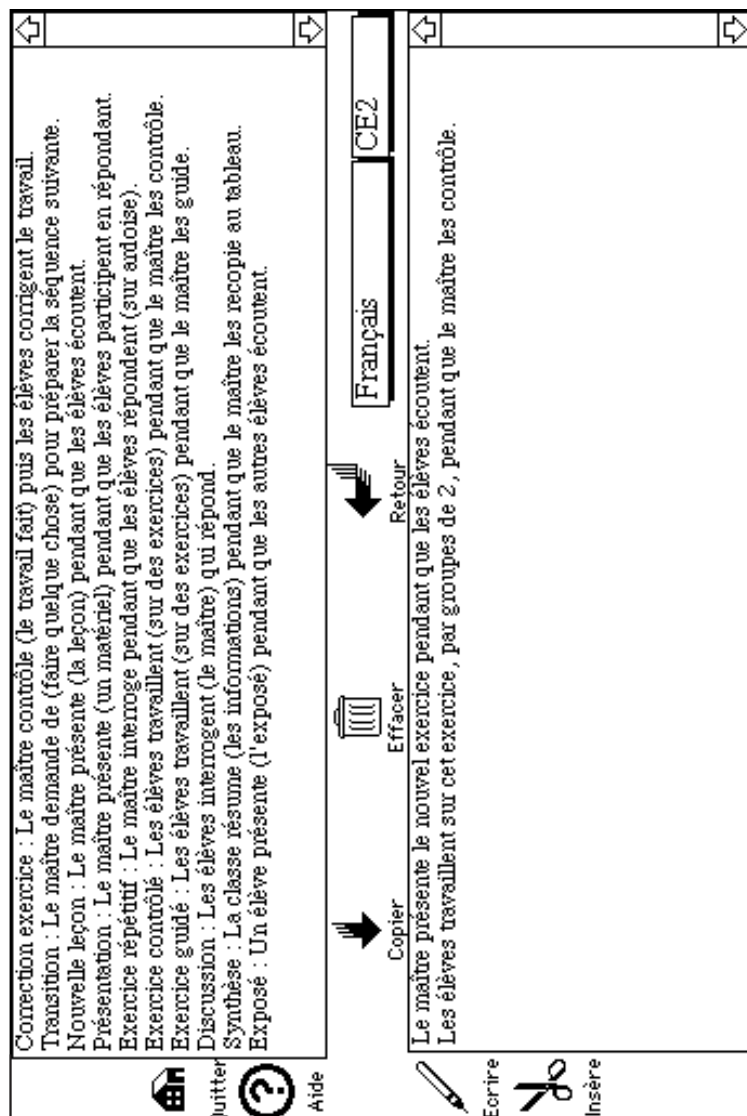 Correction exercice : Le maître contrôle (le travail fait) puis les élèves corrigent le travail.
Transition : Le maître demande de (faire quelque chose) pour préparer la séquence suivante.
Nouvelle leçon : Le maître présente (la leçon) pendant que les élèves écoutent.
Présentation : Le maître présente (un matériel) pendant que les élèves participent en répondant.
Exercice répétitif : Le maître interroge pendant que les élèves répondent (sur ardoise).
Exercice contrôlé : Les élèves travaillent (sur des exercices) pendant que le maître les contrôle.
Exercice guidé : Les élèves travaillent (sur des exercices) pendant que le maître les guide.
Discussion : Les élèves interrogent (le maître) qui répond.
Synthèse : La classe résume (les informations) pendant que le maître les recopie au tableau.
Exposé : Un élève présente (l'exposé) pendant que les autres élèves écoutent.
Quitter
Aide
Copier
Effacer
Retour
Français
CE2
Le maître présente le nouvel exercice pendant que les élèves écoutent.
Les élèves travaillent sur cet exercice, par groupes de 2, pendant que le maître les contrôle.
Ecrire
Insère